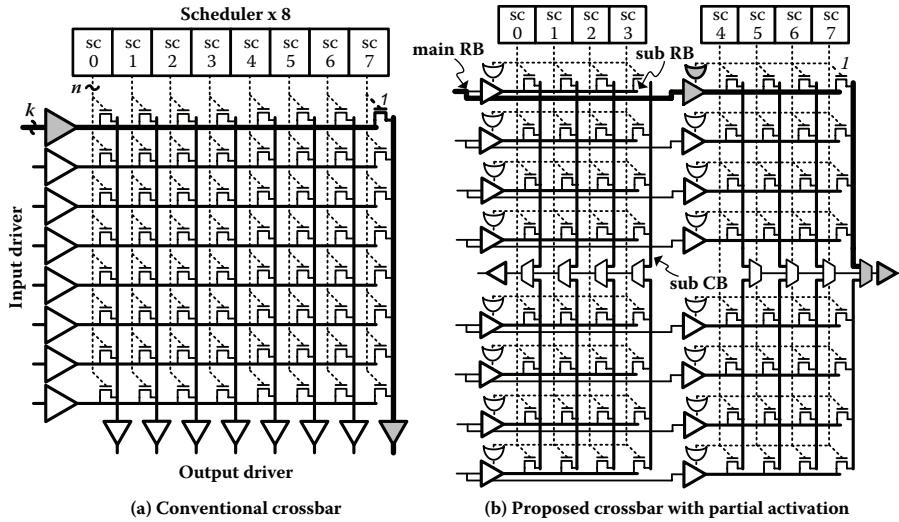 Scheduler x 8
sc 0 sc 1 sc 2 sc 3 sc 4 sc 5 sc 6 sc 7
n
1
k
Input driver
Output driver
(a) Conventional crossbar
sc 0 sc 1 sc 2 sc 3 sc 4 sc 5 sc 6 sc 7
main RB
sub RB
1
sub CB
(b) Proposed crossbar with partial activation